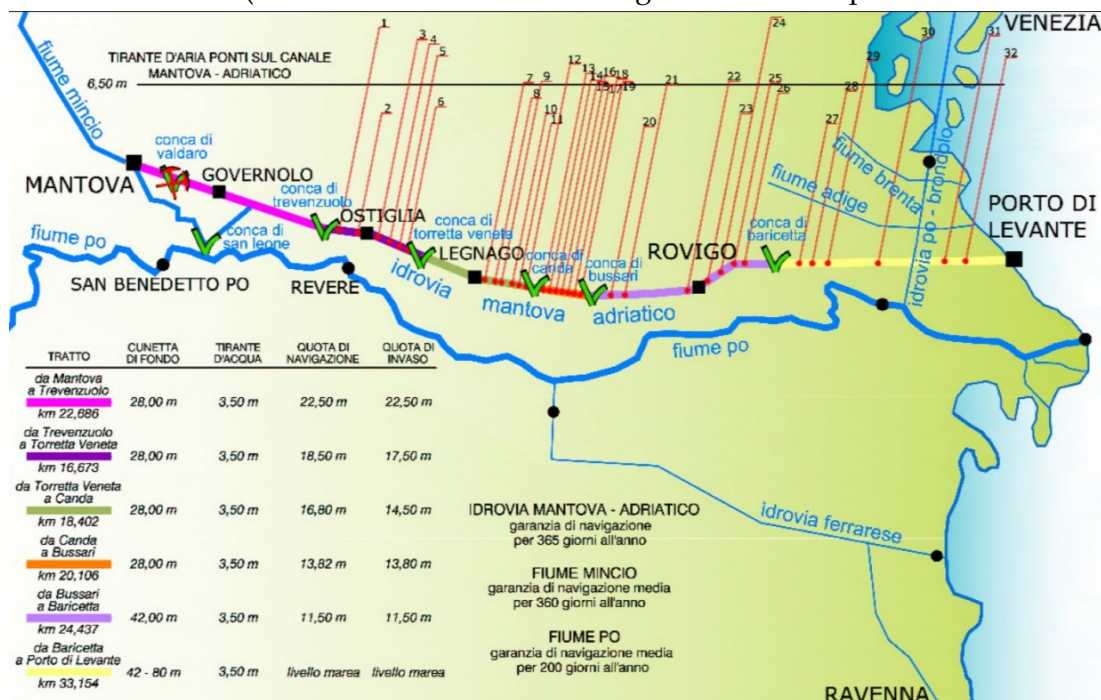 VENEZIA
TIRANTE D'ARIA PONTI SUL CANALE
MANTOVA - ADRIATICO
6,50 m
1
2
3
4
5
6
7
8
9
10
11
12
13
14
15
16
17
18
19
20
21
22
23
24
25
26
27
28
29
30
31
32
fiume mincio
conca di
valdaro
MANTOVA
GOVERNOLO
conca di
trevenzuolo
OSTIGLIA
conca di
torretta veneta
LEGNAGO
conca di
canda
conca di
bussari
ROVIGO
conca di
baricetta
fiume brenta
fiume adige
idrovia po - brondolo
PORTO DI
LEVANTE
fiume po
conca di
san leone
SAN BENEDETTO PO
REVERE
idrovia
mantova
adriatico
fiume po
TRATTO
CUNETTA
DI FONDO
TIRANTE
D'ACQUA
QUOTA DI
NAVIGAZIONE
QUOTA DI
INVASO
da Mantova
a Trevenzuolo
km 22,686
28,00 m
3,50 m
22,50 m
22,50 m
da Trevenzuolo
a Torretta Veneta
km 16,673
28,00 m
3,50 m
18,50 m
17,50 m
da Torretta Veneta
a Canda
km 18,402
28,00 m
3,50 m
16,80 m
14,50 m
da Canda
a Bussari
km 20,106
28,00 m
3,50 m
13,82 m
13,80 m
da Bussari
a Baricetta
km 24,437
42,00 m
3,50 m
11,50 m
11,50 m
da Baricetta
a Porto di Levante
km 33,154
42 - 80 m
3,50 m
livello marea
livello marea
IDROVIA MANTOVA - ADRIATICO
garanzia di navigazione
per 365 giorni all'anno
FIUME MINCIO
garanzia di navigazione media
per 360 giorni all'anno
FIUME PO
garanzia di navigazione media
per 200 giorni all'anno
idrovia ferrarese
RAVENNA